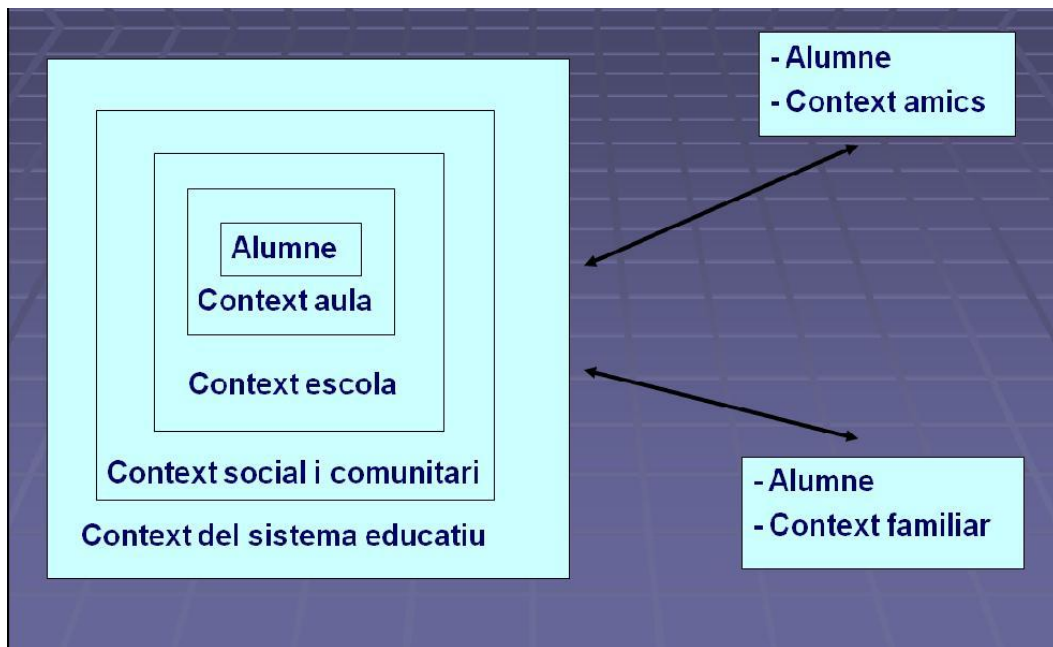 Alumne
Context aula
Context escola
Context social i comunitari
Context del sistema educatiu
- Alumne
- Context amics
- Alumne
- Context familiar